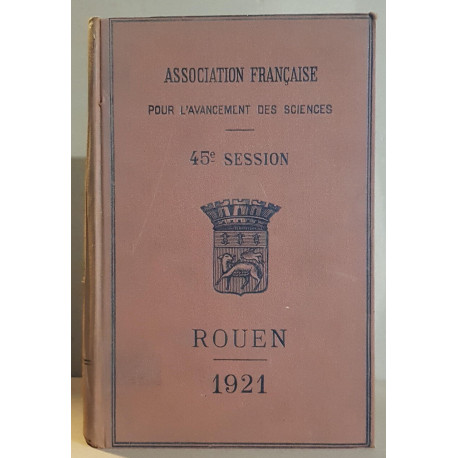 ASSOCIATION FRANÇAISE
POUR L'AVANCEMENT DES SCIENCES
45e SESSION
ROUEN
1921